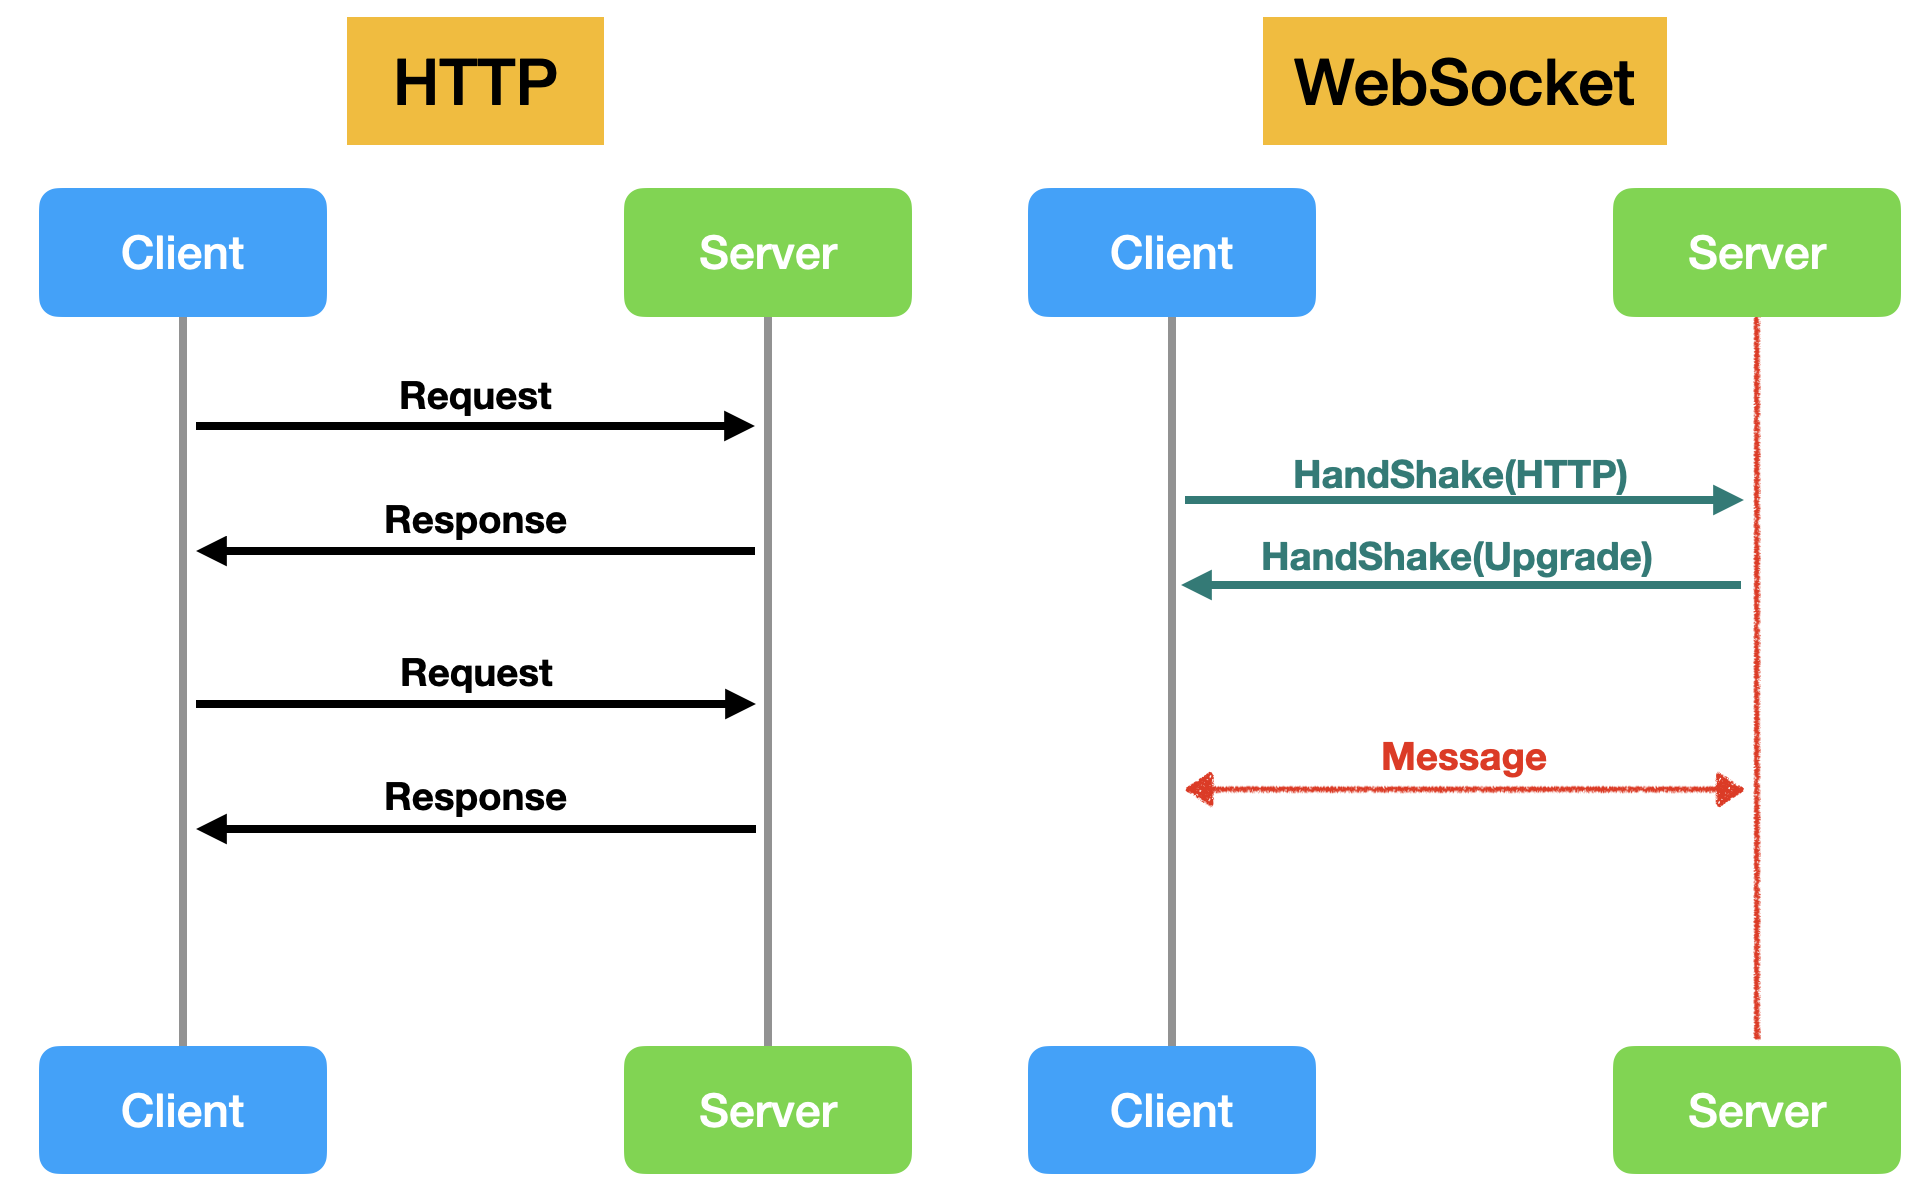 HTTP
Client
Server
Request
Response
Request
Response
Client
Server
WebSocket
Client
Server
HandShake(HTTP)
HandShake(Upgrade)
Message
Client
Server